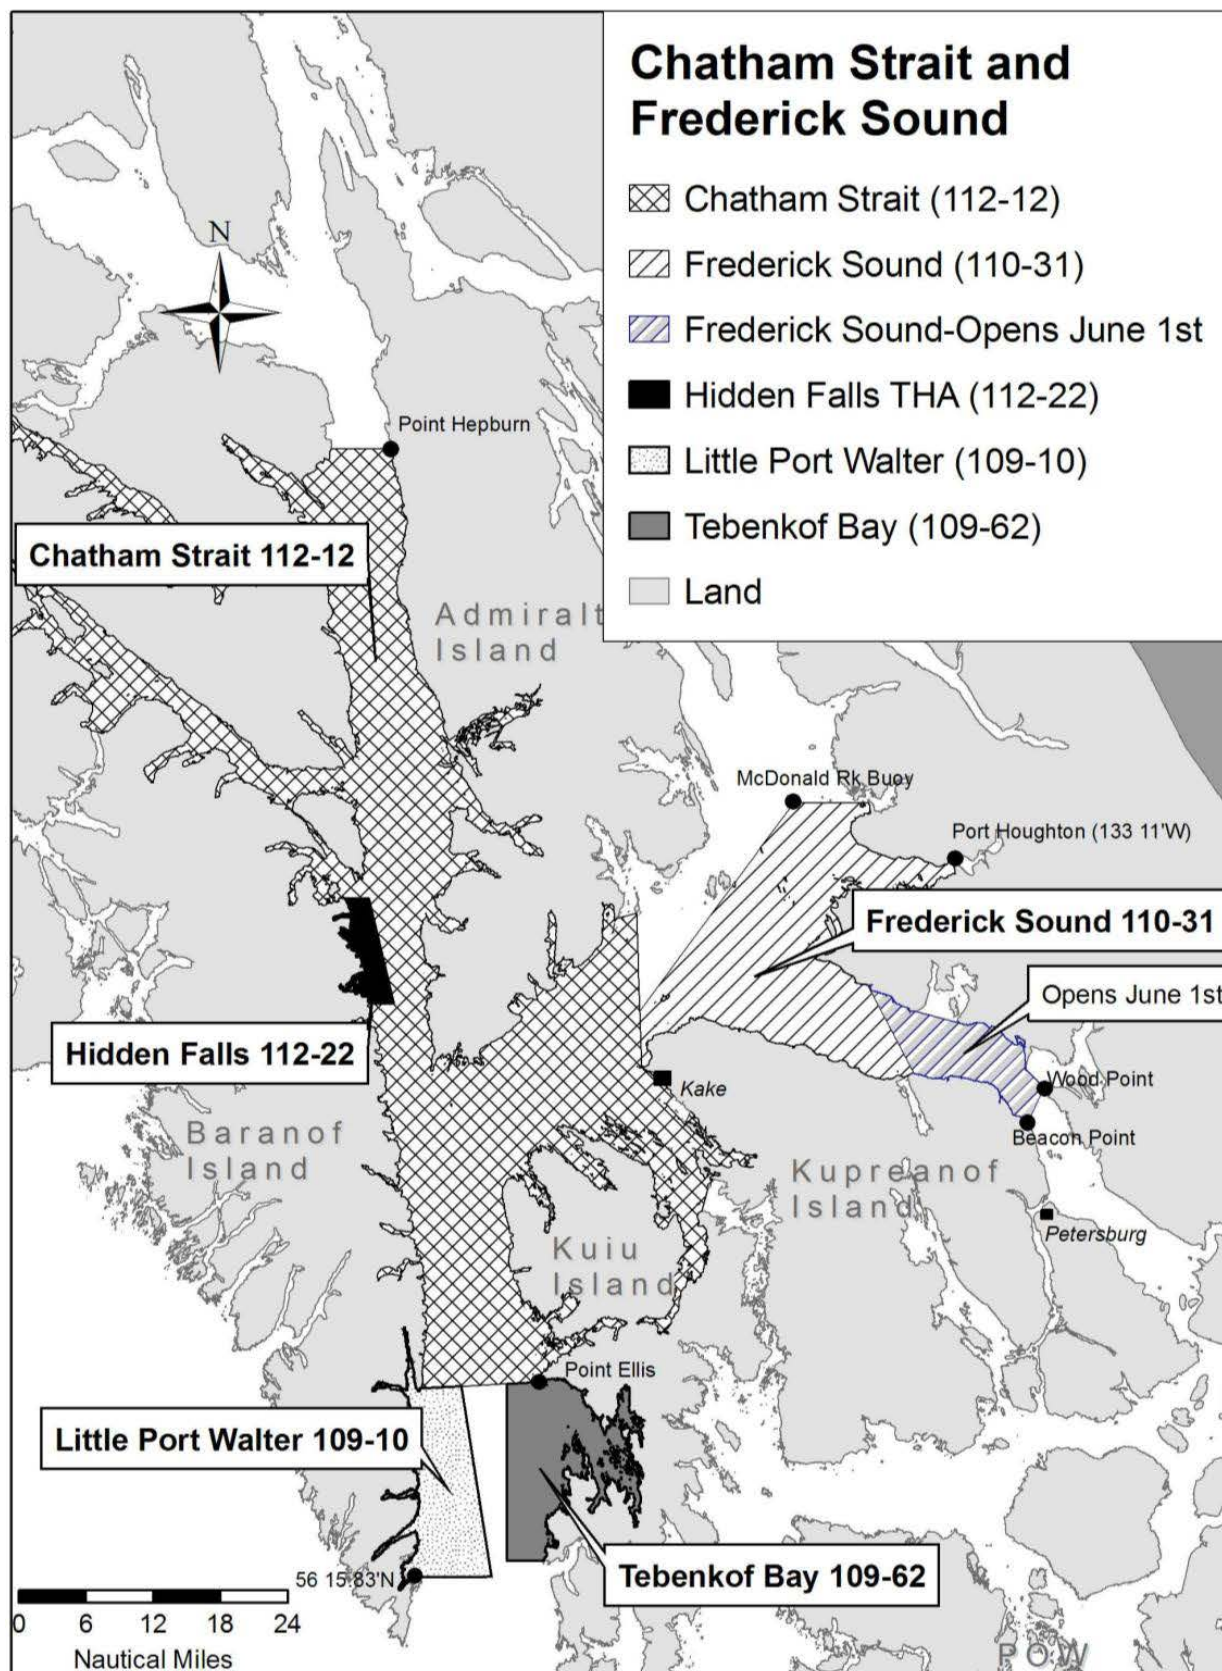 Chatham Strait and
Frederick Sound
Chatham Strait (112-12)
Frederick Sound (110-31)
Frederick Sound-Opens June 1st
Hidden Falls THA (112-22)
Little Port Walter (109-10)
Tebenkof Bay (109-62)
Land
N
Point Hepburn
Chatham Strait 112-12
Admiralt
Island
McDonald Rk Buoy
Port Houghton (133 11'W)
Frederick Sound 110-31
Opens June 1st
Hidden Falls 112-22
Kake
Wood Point
Beacon Point
Baranof
Island
Kupreanof
Island
Petersburg
Kuiu
Island
Point Ellis
Little Port Walter 109-10
Tebenkof Bay 109-62
56 15.83'N
0 6 12 18 24
Nautical Miles
POW